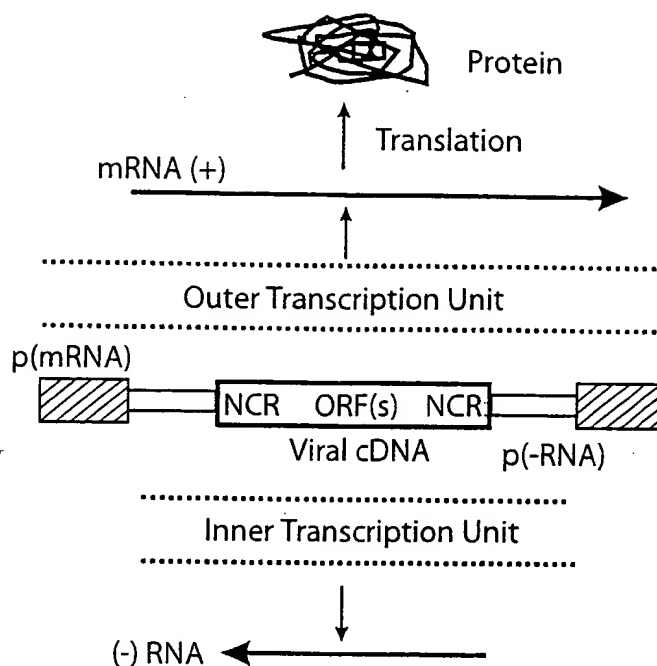 Protein
Translation
mRNA (+)
Outer Transcription Unit
p(mRNA)
NCR ORF(s) NCR
Viral cDNA
p(-RNA)
Inner Transcription Unit
(-) RNA